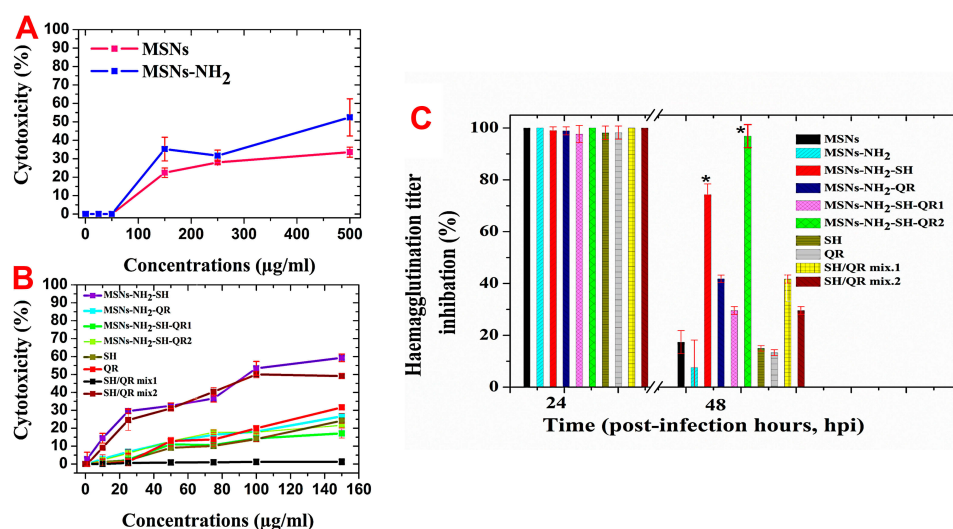 A
Cytotoxicity (%)
100
90
80
70
60
50
40
30
20
10
0
MSNs
MSNs-NH2
0 100 200 300 400 500
Concentrations (µg/ml)
B
Cytotoxicity (%)
100
90
80
70
60
50
40
30
20
10
0
MSNs-NH2-SH
MSNs-NH2-QR
MSNs-NH2-SH-QR1
MSNs-NH2-SH-QR2
SH
QR
SH/QR mix1
SH/QR mix2
0 20 40 60 80 100 120 140 160
Concentrations (µg/ml)
C
Haemagglutination titer
inhibation (%)
100
80
60
40
20
0
*
*
MSNs
MSNs-NH2
MSNs-NH2-SH
MSNs-NH2-QR
MSNs-NH2-SH-QR1
MSNs-NH2-SH-QR2
SH
QR
SH/QR mix.1
SH/QR mix.2
24 48
Time (post-infection hours, hpi)